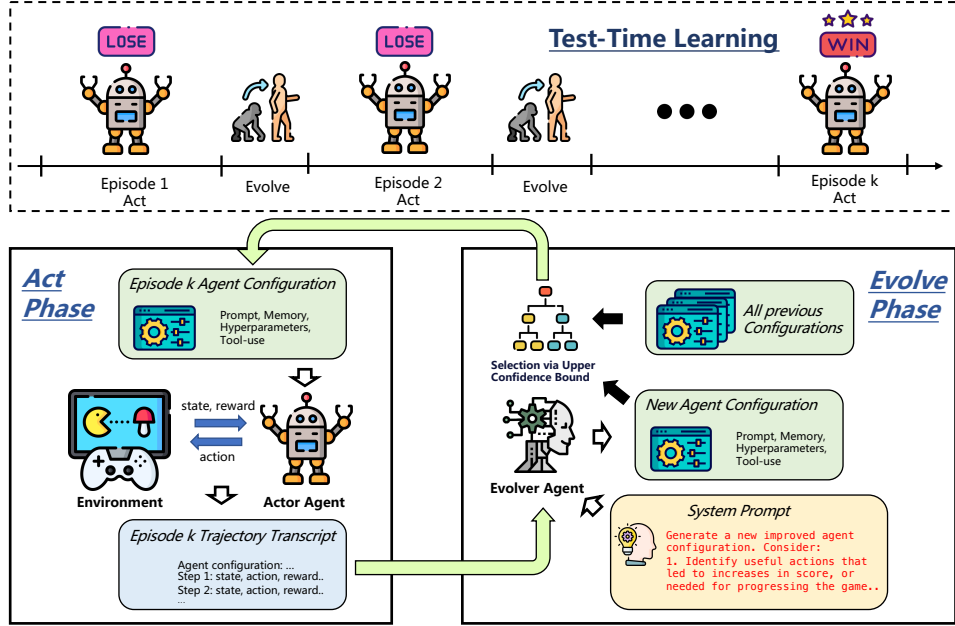 LOSE
LOSE
Test-Time Learning
WIN
Episode 1
Act
Evolve
Episode 2
Act
Evolve
Episode k
Act
Act
Phase
Episode k Agent Configuration
Prompt, Memory,
Hyperparameters,
Tool-use
state, reward
action
Environment
Actor Agent
Episode k Trajectory Transcript
Agent configuration: ...
Step 1: state, action, reward..
Step 2: state, action, reward..
...
Evolve
Phase
All previous
Configurations
Selection via Upper
Confidence Bound
New Agent Configuration
Prompt, Memory,
Hyperparameters,
Tool-use
Evolver Agent
System Prompt
Generate a new improved agent
configuration. Consider:
1. Identify useful actions that
led to increases in score, or
needed for progressing the game..